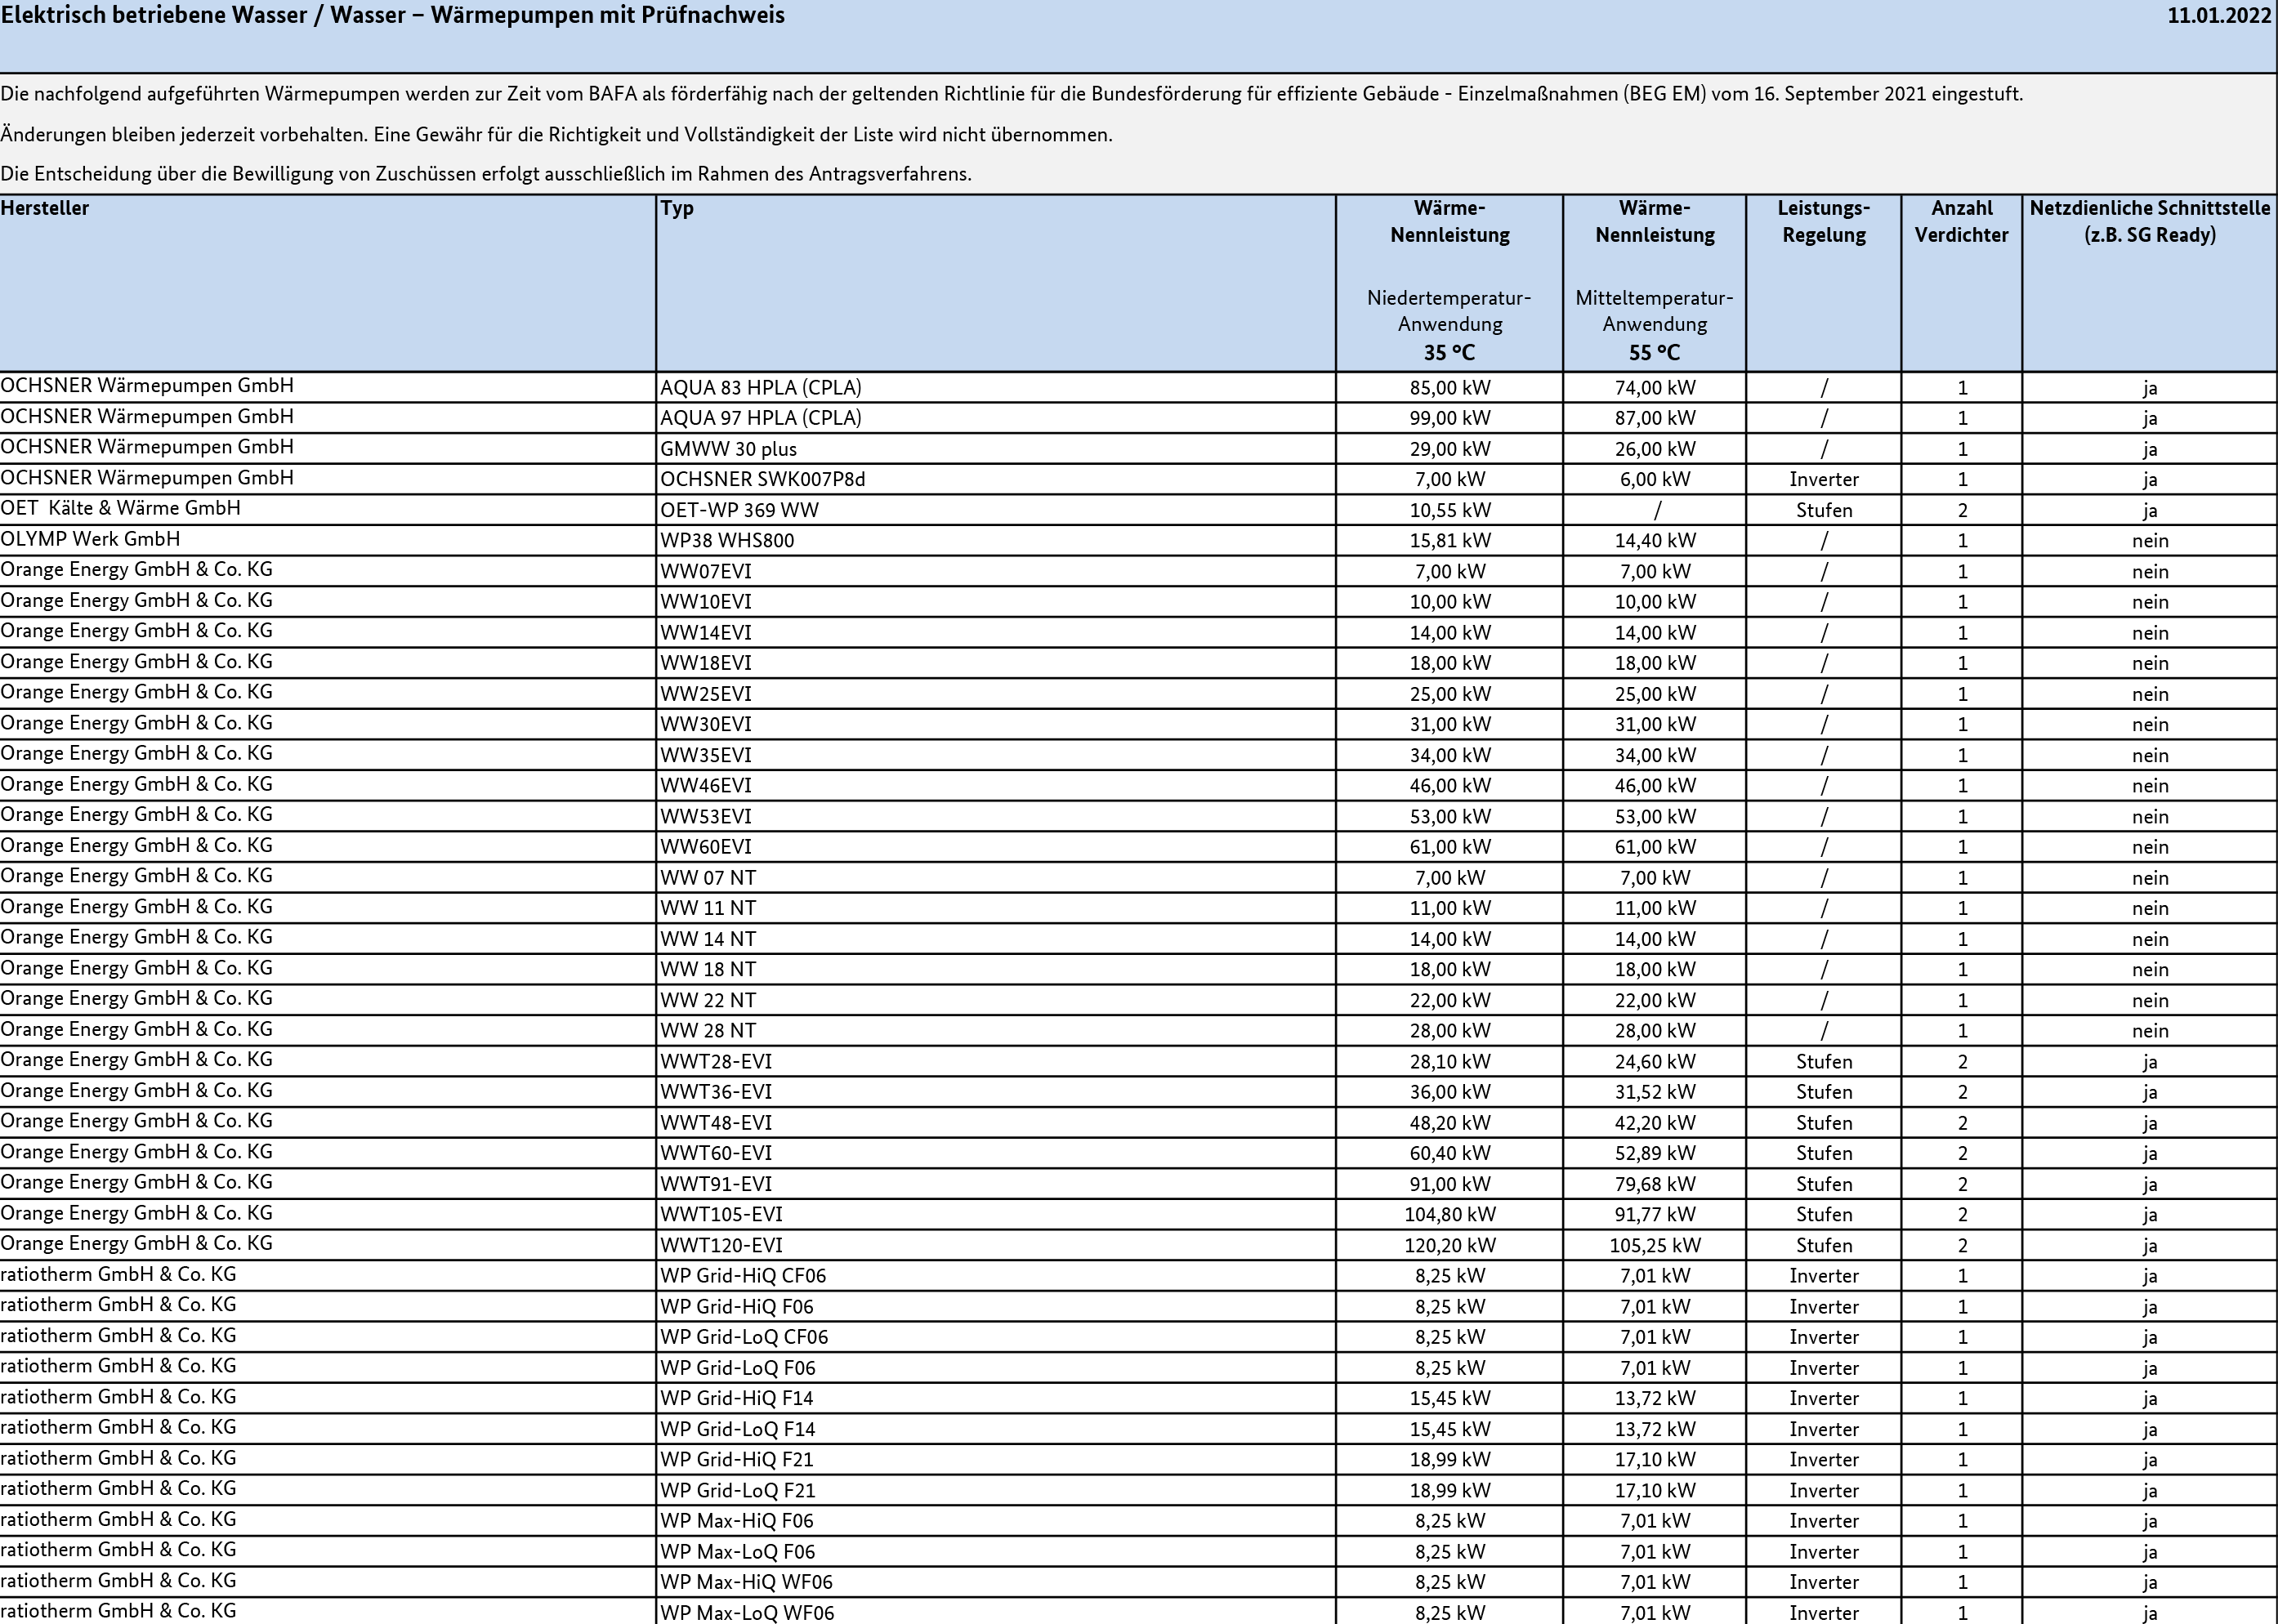 Elektrisch betriebene Wasser / Wasser – Wärmepumpen mit Prüfnachweis 11.01.2022
Die nachfolgend aufgeführten Wärmepumpen werden zur Zeit vom BAFA als förderfähig nach der geltenden Richtlinie für die Bundesförderung für effiziente Gebäude - Einzelmaßnahmen (BEG EM) vom 16. September 2021 eingestuft.
Änderungen bleiben jederzeit vorbehalten. Eine Gewähr für die Richtigkeit und Vollständigkeit der Liste wird nicht übernommen.
Die Entscheidung über die Bewilligung von Zuschüssen erfolgt ausschließlich im Rahmen des Antragsverfahrens.
Hersteller Typ Wärme- Wärme- Leistungs- Anzahl Netzdienliche Schnittstelle
Nennleistung Nennleistung Regelung Verdichter (z.B. SG Ready)
Niedertemperatur- Mitteltemperatur-
Anwendung Anwendung
35 °C 55 °C
OCHSNER Wärmepumpen GmbH AQUA 83 HPLA (CPLA) 85,00 kW 74,00 kW / 1 ja
OCHSNER Wärmepumpen GmbH AQUA 97 HPLA (CPLA) 99,00 kW 87,00 kW / 1 ja
OCHSNER Wärmepumpen GmbH GMWW 30 plus 29,00 kW 26,00 kW / 1 ja
OCHSNER Wärmepumpen GmbH OCHSNER SWK007P8d 7,00 kW 6,00 kW Inverter 1 ja
OET  Kälte & Wärme GmbH OET-WP 369 WW 10,55 kW / Stufen 2 ja
OLYMP Werk GmbH WP38 WHS800 15,81 kW 14,40 kW / 1 nein
Orange Energy GmbH & Co. KG WW07EVI 7,00 kW 7,00 kW / 1 nein
Orange Energy GmbH & Co. KG WW10EVI 10,00 kW 10,00 kW / 1 nein
Orange Energy GmbH & Co. KG WW14EVI 14,00 kW 14,00 kW / 1 nein
Orange Energy GmbH & Co. KG WW18EVI 18,00 kW 18,00 kW / 1 nein
Orange Energy GmbH & Co. KG WW25EVI 25,00 kW 25,00 kW / 1 nein
Orange Energy GmbH & Co. KG WW30EVI 31,00 kW 31,00 kW / 1 nein
Orange Energy GmbH & Co. KG WW35EVI 34,00 kW 34,00 kW / 1 nein
Orange Energy GmbH & Co. KG WW46EVI 46,00 kW 46,00 kW / 1 nein
Orange Energy GmbH & Co. KG WW53EVI 53,00 kW 53,00 kW / 1 nein
Orange Energy GmbH & Co. KG WW60EVI 61,00 kW 61,00 kW / 1 nein
Orange Energy GmbH & Co. KG WW 07 NT 7,00 kW 7,00 kW / 1 nein
Orange Energy GmbH & Co. KG WW 11 NT 11,00 kW 11,00 kW / 1 nein
Orange Energy GmbH & Co. KG WW 14 NT 14,00 kW 14,00 kW / 1 nein
Orange Energy GmbH & Co. KG WW 18 NT 18,00 kW 18,00 kW / 1 nein
Orange Energy GmbH & Co. KG WW 22 NT 22,00 kW 22,00 kW / 1 nein
Orange Energy GmbH & Co. KG WW 28 NT 28,00 kW 28,00 kW / 1 nein
Orange Energy GmbH & Co. KG WWT28-EVI 28,10 kW 24,60 kW Stufen 2 ja
Orange Energy GmbH & Co. KG WWT36-EVI 36,00 kW 31,52 kW Stufen 2 ja
Orange Energy GmbH & Co. KG WWT48-EVI 48,20 kW 42,20 kW Stufen 2 ja
Orange Energy GmbH & Co. KG WWT60-EVI 60,40 kW 52,89 kW Stufen 2 ja
Orange Energy GmbH & Co. KG WWT91-EVI 91,00 kW 79,68 kW Stufen 2 ja
Orange Energy GmbH & Co. KG WWT105-EVI 104,80 kW 91,77 kW Stufen 2 ja
Orange Energy GmbH & Co. KG WWT120-EVI 120,20 kW 105,25 kW Stufen 2 ja
ratiotherm GmbH & Co. KG WP Grid-HiQ CF06 8,25 kW 7,01 kW Inverter 1 ja
ratiotherm GmbH & Co. KG WP Grid-HiQ F06 8,25 kW 7,01 kW Inverter 1 ja
ratiotherm GmbH & Co. KG WP Grid-LoQ CF06 8,25 kW 7,01 kW Inverter 1 ja
ratiotherm GmbH & Co. KG WP Grid-LoQ F06 8,25 kW 7,01 kW Inverter 1 ja
ratiotherm GmbH & Co. KG WP Grid-HiQ F14 15,45 kW 13,72 kW Inverter 1 ja
ratiotherm GmbH & Co. KG WP Grid-LoQ F14 15,45 kW 13,72 kW Inverter 1 ja
ratiotherm GmbH & Co. KG WP Grid-HiQ F21 18,99 kW 17,10 kW Inverter 1 ja
ratiotherm GmbH & Co. KG WP Grid-LoQ F21 18,99 kW 17,10 kW Inverter 1 ja
ratiotherm GmbH & Co. KG WP Max-HiQ F06 8,25 kW 7,01 kW Inverter 1 ja
ratiotherm GmbH & Co. KG WP Max-LoQ F06 8,25 kW 7,01 kW Inverter 1 ja
ratiotherm GmbH & Co. KG WP Max-HiQ WF06 8,25 kW 7,01 kW Inverter 1 ja
ratiotherm GmbH & Co. KG WP Max-LoQ WF06 8,25 kW 7,01 kW Inverter 1 ja